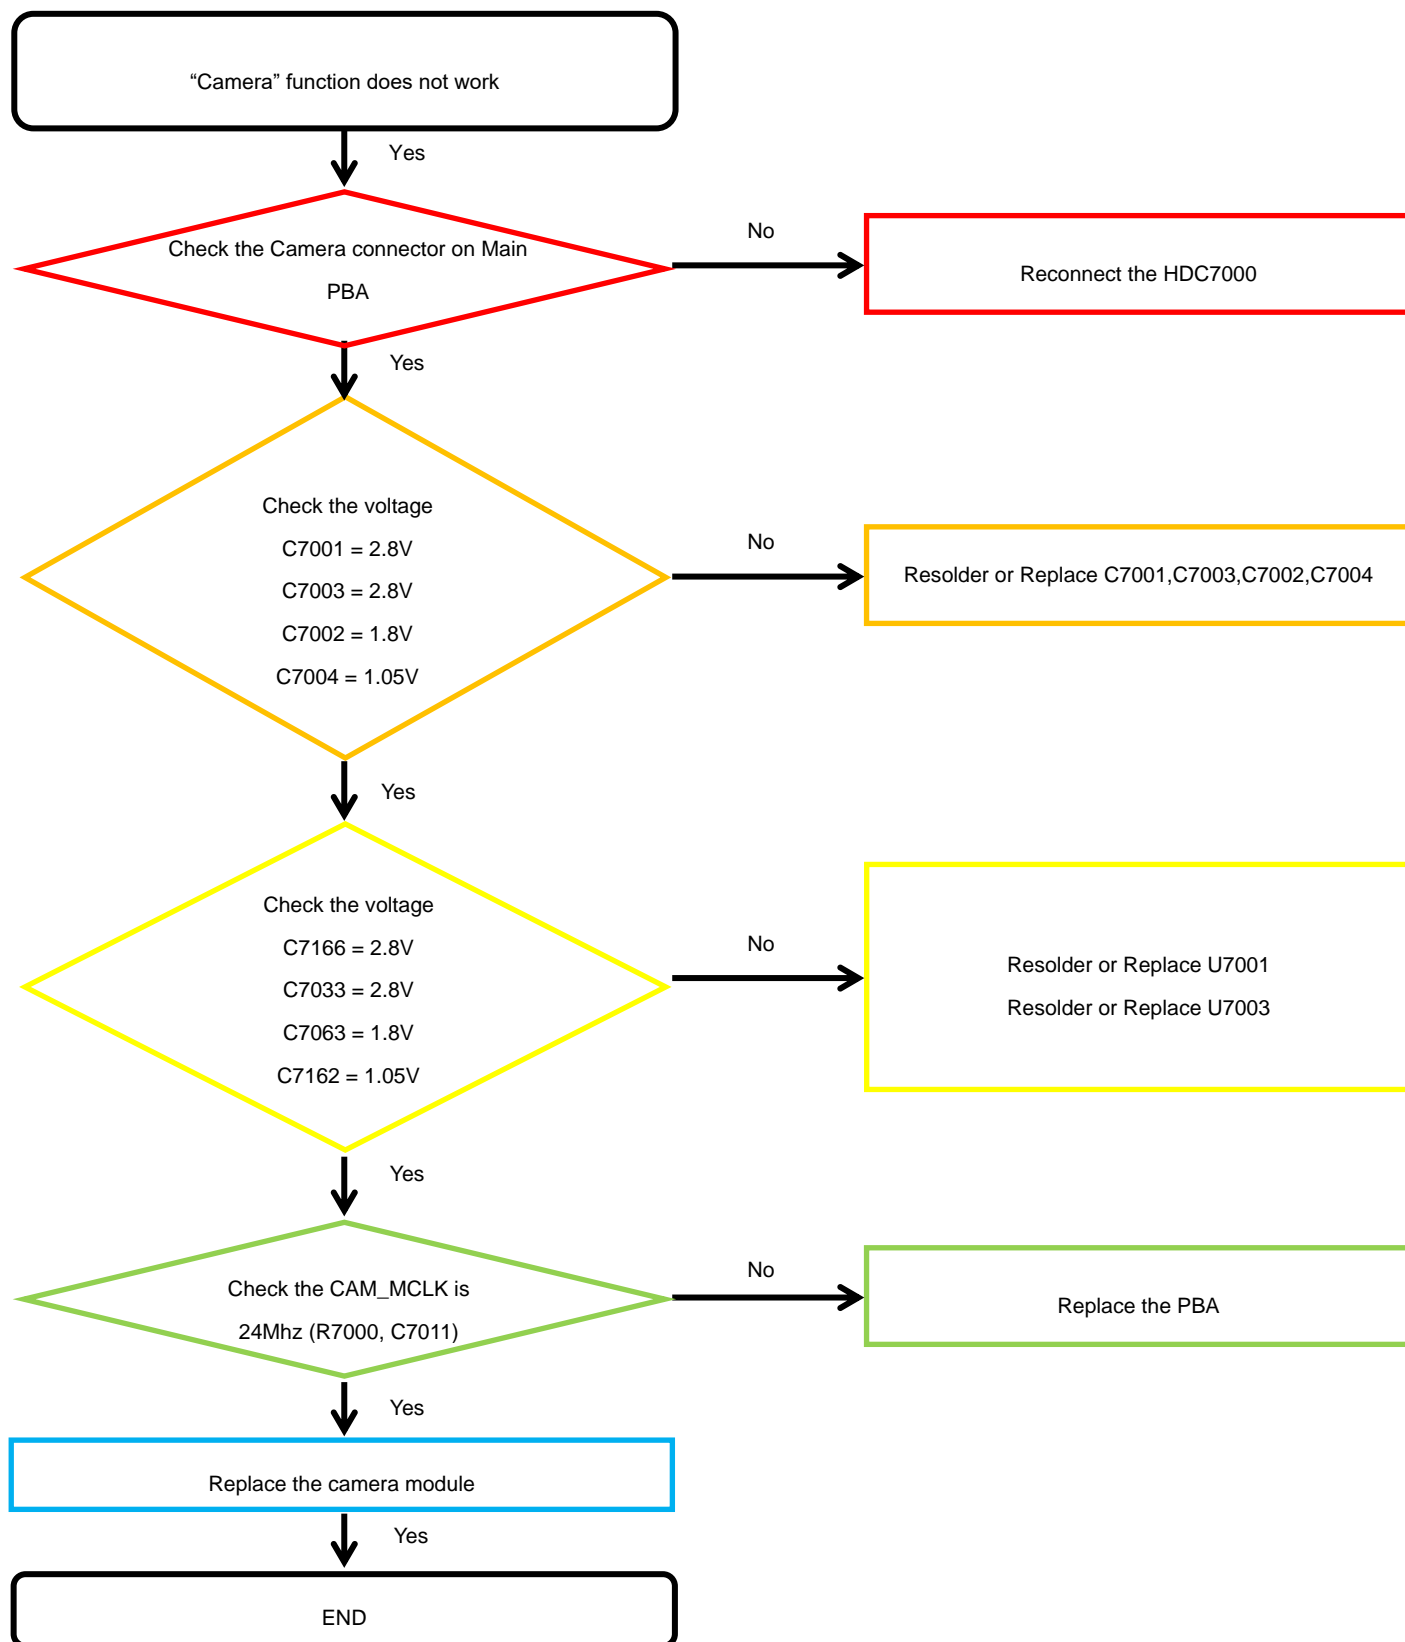 “Camera” function does not work
Yes
Check the Camera connector on Main
PBA
No
Reconnect the HDC7000
Yes
Check the voltage
C7001 = 2.8V
C7003 = 2.8V
C7002 = 1.8V
C7004 = 1.05V
No
Resolder or Replace C7001,C7003,C7002,C7004
Yes
Check the voltage
C7166 = 2.8V
C7033 = 2.8V
C7063 = 1.8V
C7162 = 1.05V
No
Resolder or Replace U7001
Resolder or Replace U7003
Yes
Check the CAM_MCLK is
24Mhz (R7000, C7011)
No
Replace the PBA
Yes
Replace the camera module
Yes
END